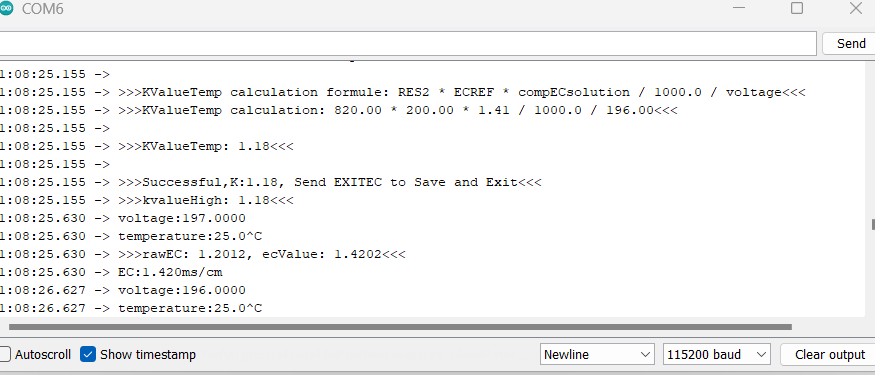 COM6
Send
1:08:25.155 ->
1:08:25.155 -> >>>KValueTemp calculation formule: RES2 * ECREF * compECsolution / 1000.0 / voltage<<<
1:08:25.155 -> >>>KValueTemp calculation: 820.00 * 200.00 * 1.41 / 1000.0 / 196.00<<<
1:08:25.155 ->
1:08:25.155 -> >>>KValueTemp: 1.18<<<
1:08:25.155 ->
1:08:25.155 -> >>>Successful,K:1.18, Send EXITEC to Save and Exit<<<
1:08:25.155 -> >>>kvalueHigh: 1.18<<<
1:08:25.630 -> voltage:197.0000
1:08:25.630 -> temperature:25.0^C
1:08:25.630 -> >>>rawEC: 1.2012, ecValue: 1.4202<<<
1:08:25.630 -> EC:1.420ms/cm
1:08:26.627 -> voltage:196.0000
1:08:26.627 -> temperature:25.0^C
Autoscroll Show timestamp Newline 115200 baud Clear output